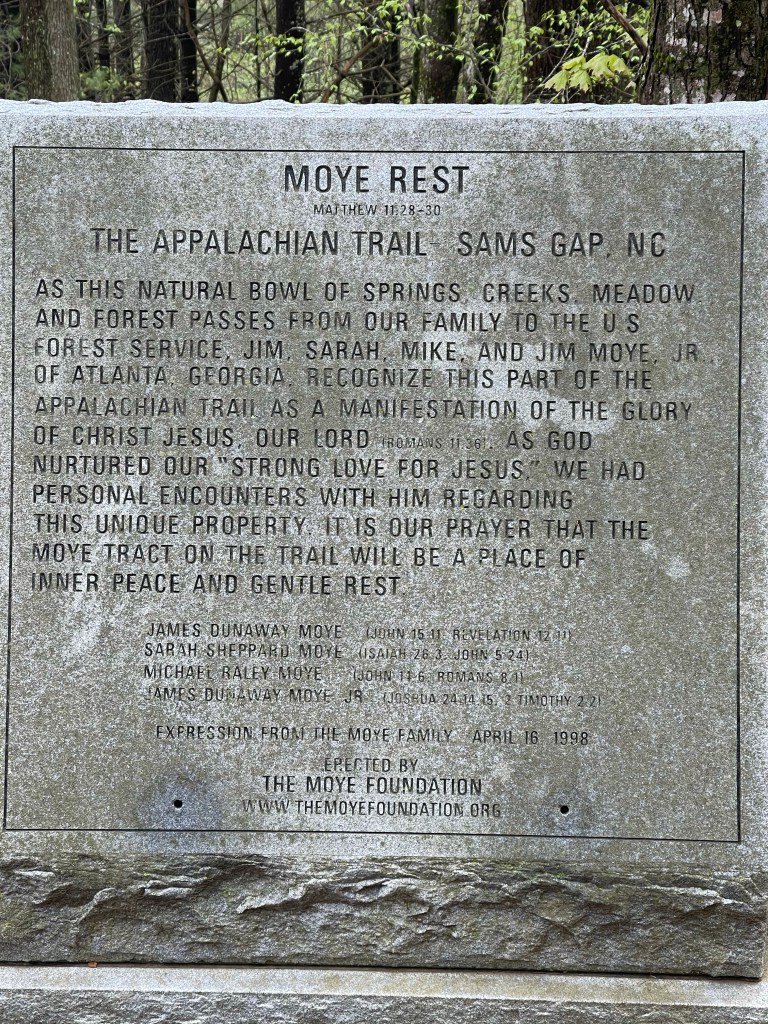 MOYE REST
MATTHEW 11:28-30
THE APPALACHIAN TRAIL - SAMS GAP, NC
AS THIS NATURAL BOWL OF SPRINGS, CREEKS, MEADOW,
AND FOREST PASSES FROM OUR FAMILY TO THE U.S.
FOREST SERVICE, JIM, SARAH, MIKE, AND JIM MOYE, JR.,
OF ATLANTA, GEORGIA, RECOGNIZE THIS PART OF THE
APPALACHIAN TRAIL AS A MANIFESTATION OF THE GLORY
OF CHRIST JESUS, OUR LORD (ROMANS 11:36). AS GOD
NURTURED OUR "STRONG LOVE FOR JESUS," WE HAD
PERSONAL ENCOUNTERS WITH HIM REGARDING
THIS UNIQUE PROPERTY. IT IS OUR PRAYER THAT THE
MOYE TRACT ON THE TRAIL WILL BE A PLACE OF
INNER PEACE AND GENTLE REST.
JAMES DUNAWAY MOYE (JOHN 15:11, REVELATION 12:11)
SARAH SHEPPARD MOYE (ISAIAH 26:3, JOHN 5:24)
MICHAEL RALEY MOYE (JOHN 14:6, ROMANS 8:1)
JAMES DUNAWAY MOYE, JR. (JOSHUA 24:14,15, 2 TIMOTHY 2:2)
EXPRESSION FROM THE MOYE FAMILY APRIL 16, 1998
ERECTED BY
THE MOYE FOUNDATION
WWW.THEMOYEFOUNDATION.ORG